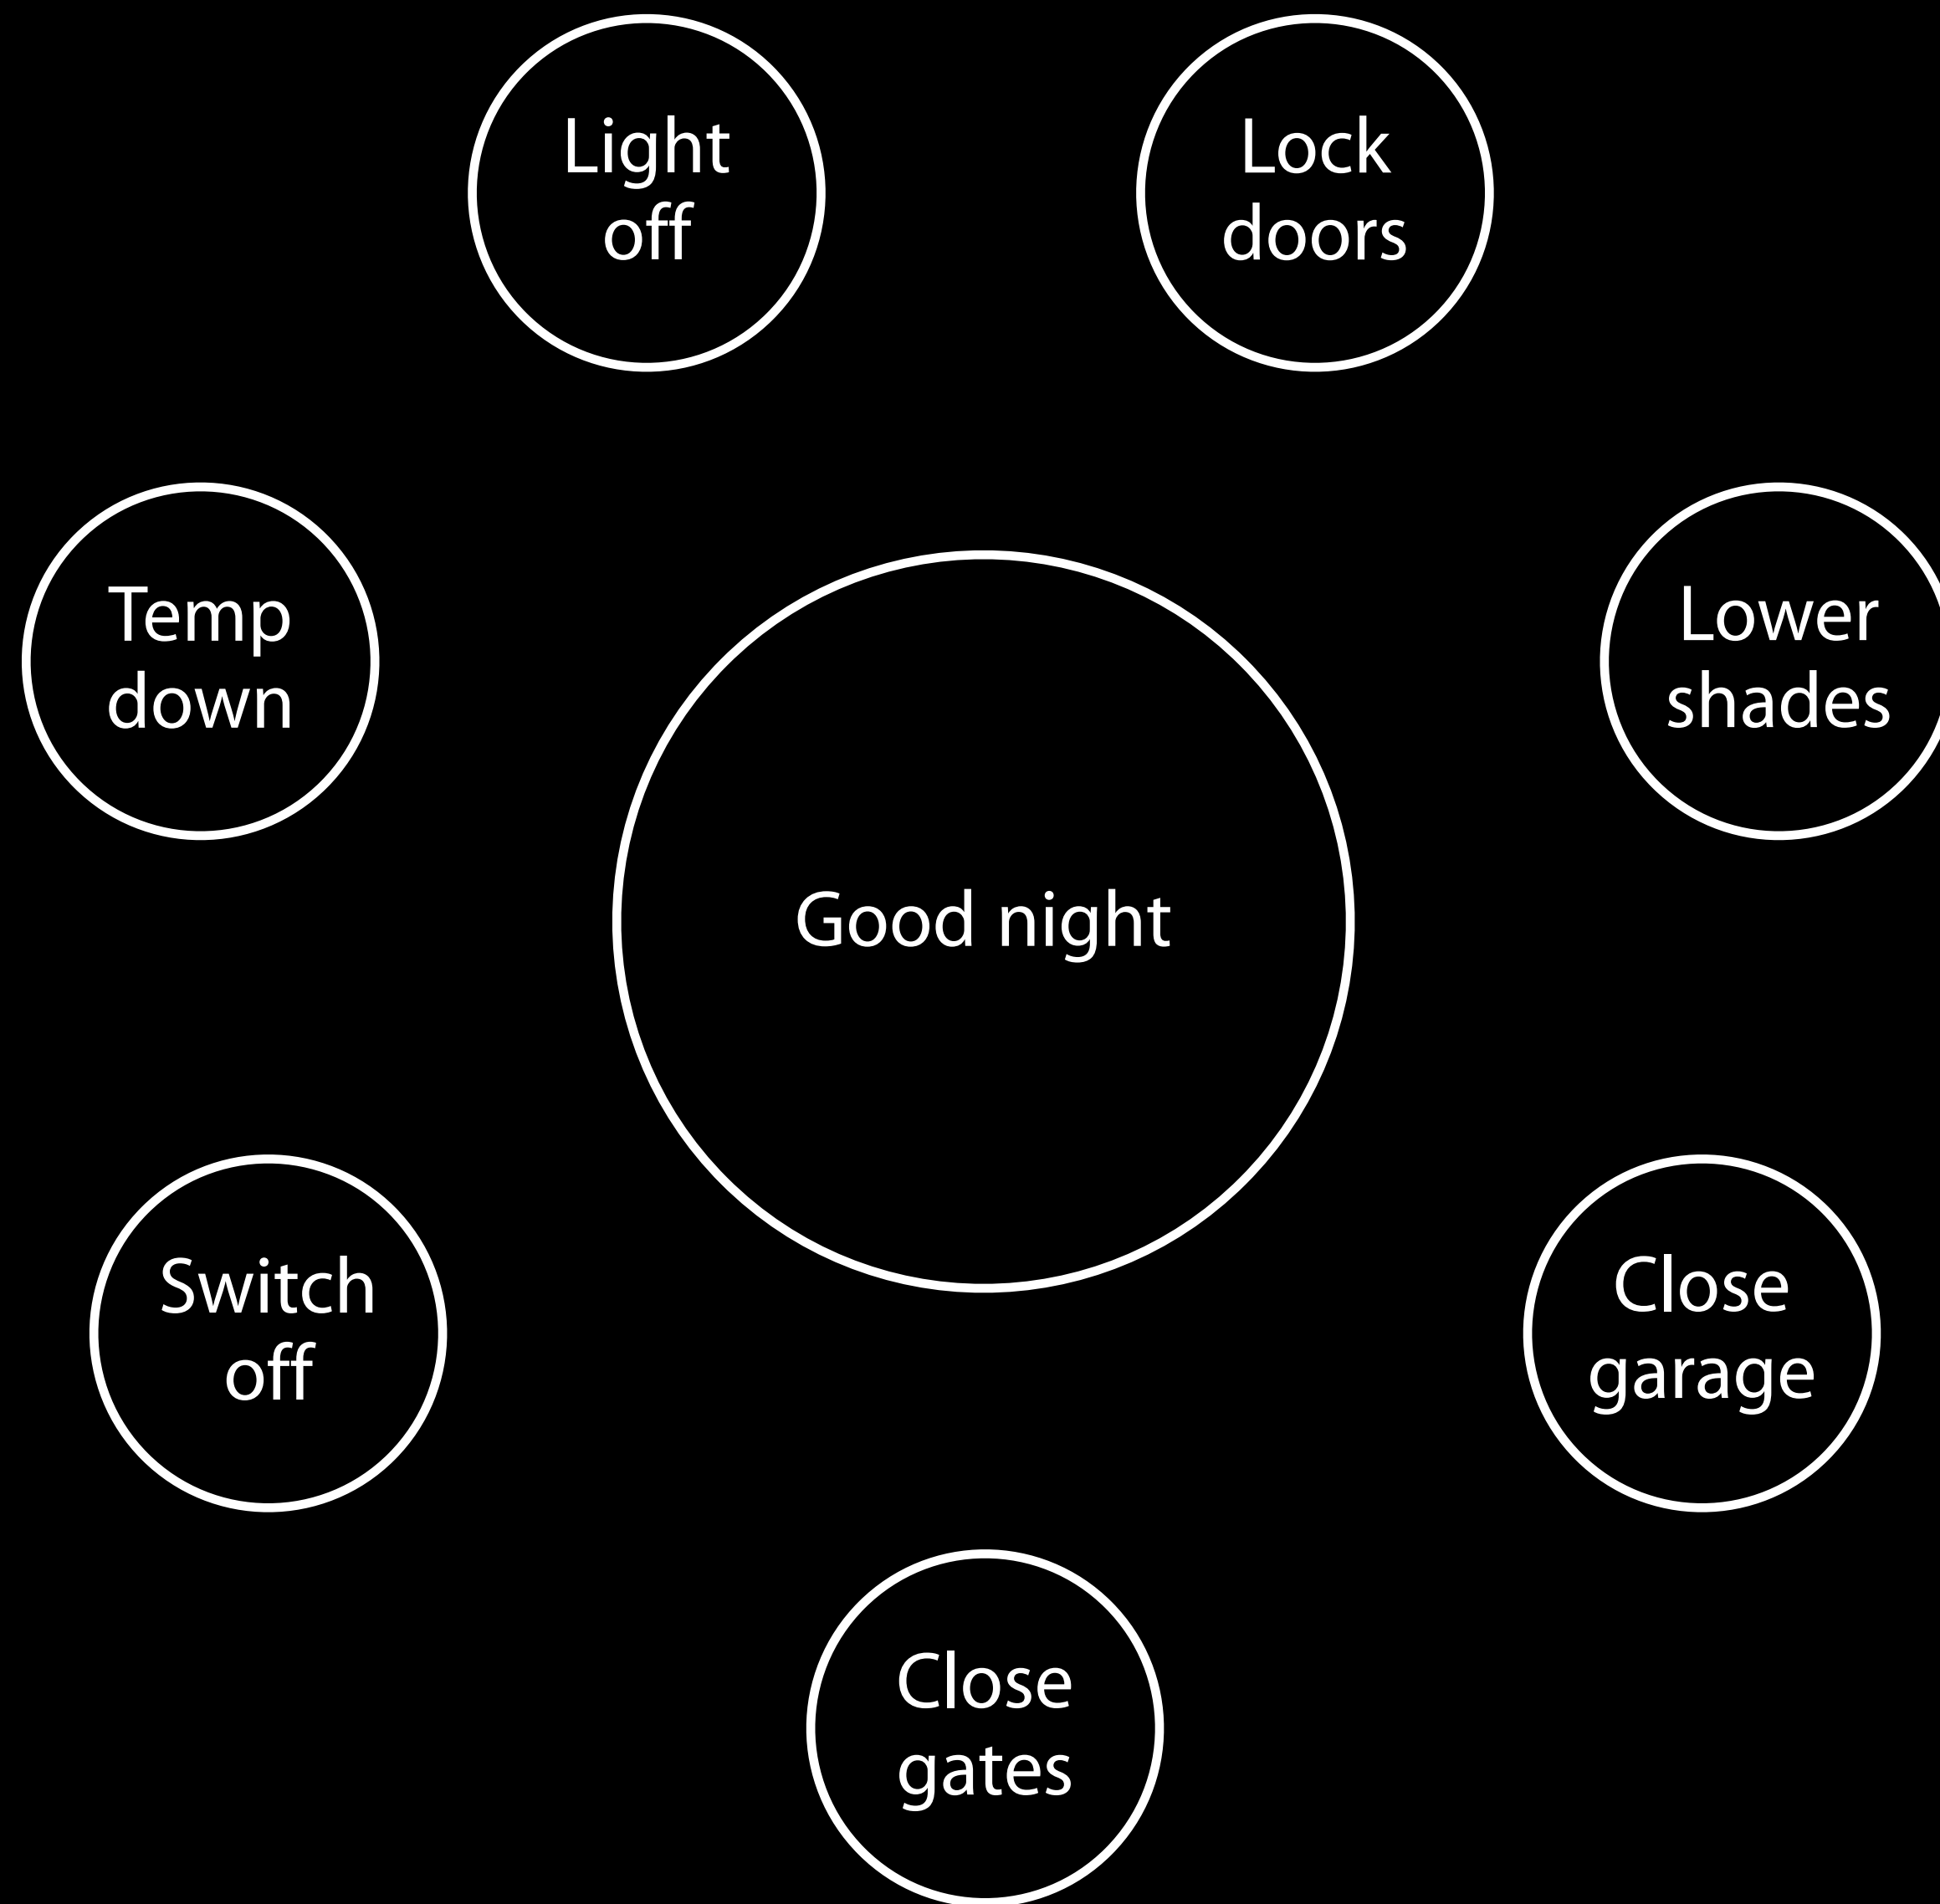 Light
off
Lock
doors
Temp
down
Lower
shades
Good night
Switch
off
Close
garage
Close
gates